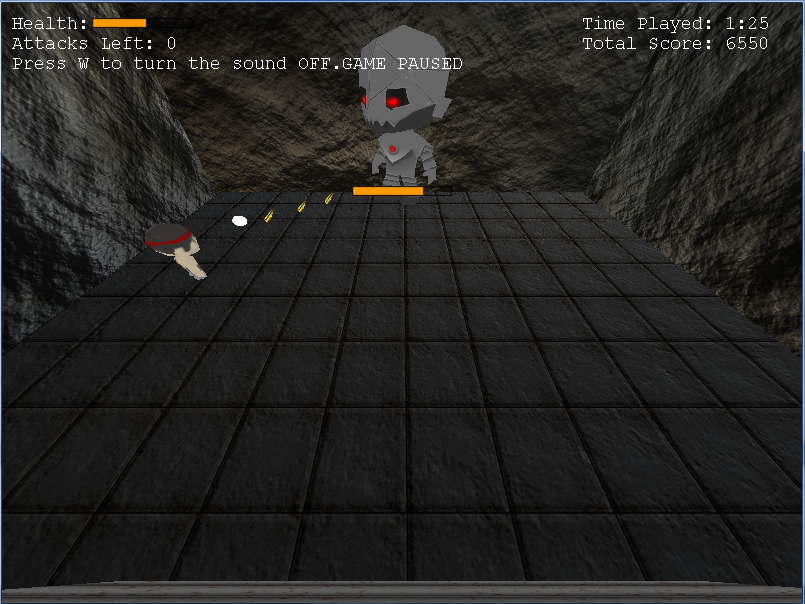 Health:
Attacks Left: 0
Press W to turn the sound OFF.GAME PAUSED
Time Played: 1:25
Total Score: 6550